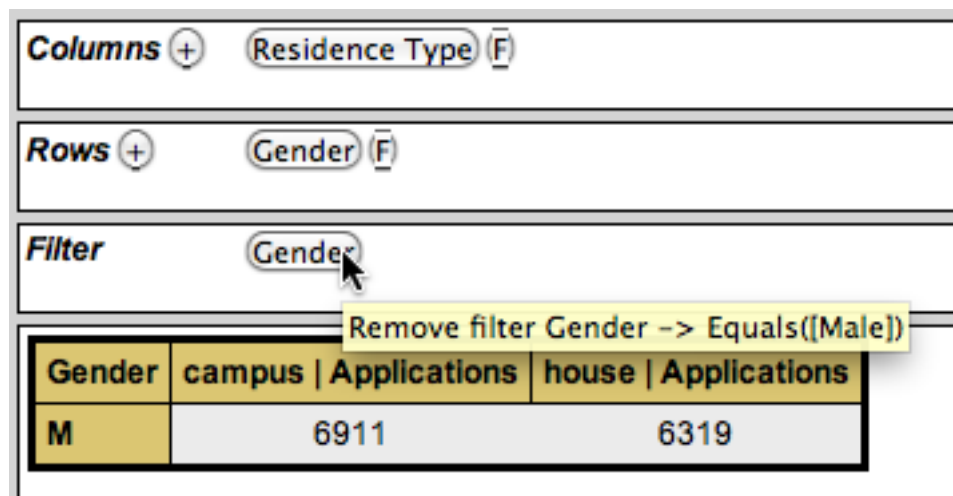 Columns + Residence Type F
Rows + Gender F
Filter Gender
Remove filter Gender -> Equals([Male])
Gender campus | Applications house | Applications
M 6911 6319